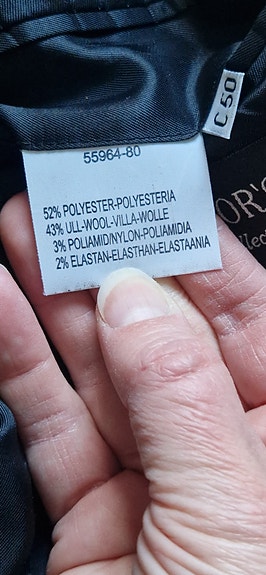 C 50
55964-80
52% POLYESTER-POLYESTERIA
43% ULL-WOOL-VILLA-WOLLE
3% POLIAMID/NYLON-POLIAMIDIA
2% ELASTAN-ELASTHAN-ELASTAANIA